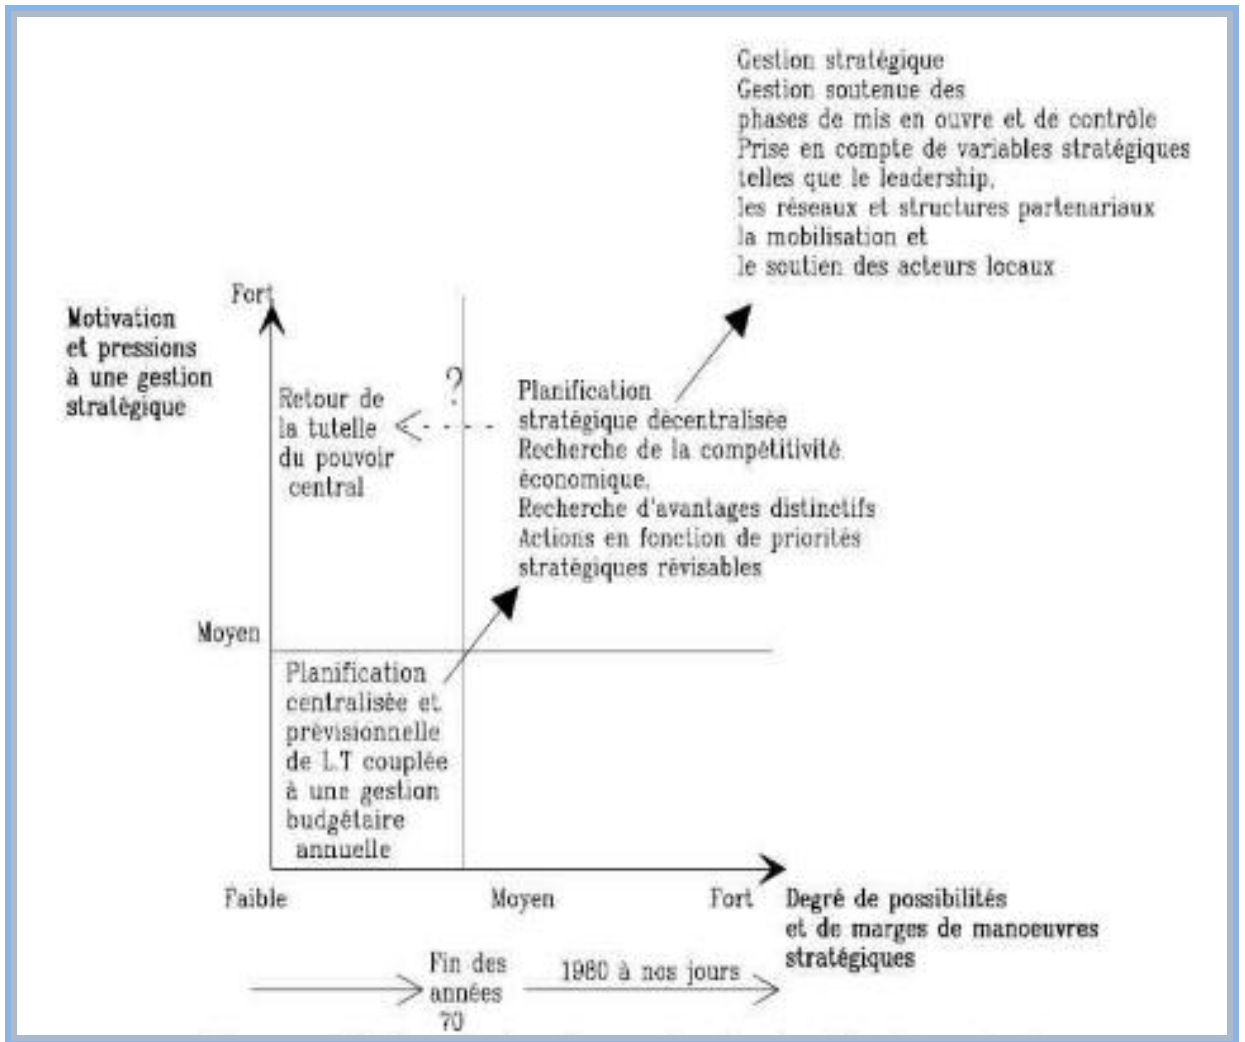 Gestion stratégique
Gestion soutenue des
phases de mis en ouvre et de contrôle
Prise en compte de variables stratégiques
telles que le leadership,
les réseaux et structures partenariaux
la mobilisation et
le soutien des acteurs locaux
Fort
Motivation
et pressions
à une gestion
stratégique
Retour de
la tutelle
du pouvoir
central
?
Planification
stratégique décentralisée
Recherche de la compétitivité
économique,
Recherche d'avantages distinctifs
Actions en fonction de priorités
stratégiques révisables
Moyen
Planification
centralisée et
prévisionnelle
de L.T couplée
à une gestion
budgétaire
annuelle
Faible
Moyen
Fort
Degré de possibilités
et de marges de manoeuvres
stratégiques
Fin des
années
70
1980 à nos jours